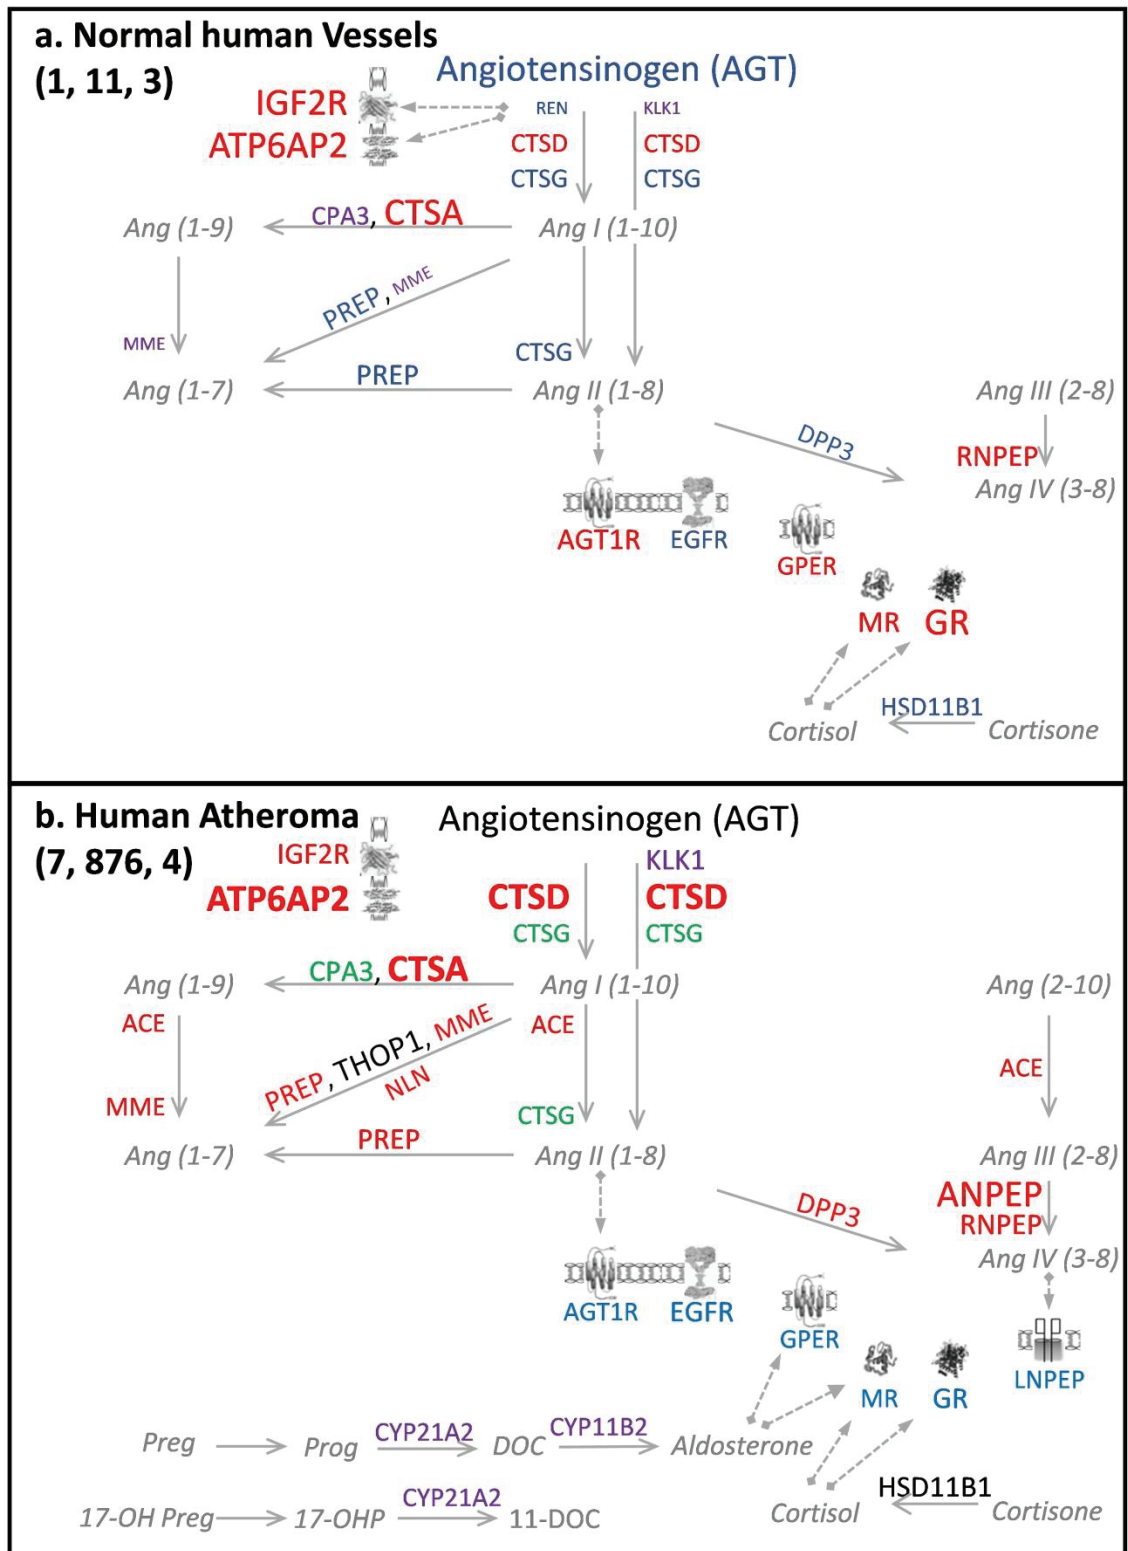 a. Normal human Vessels
(1, 11, 3)
Angiotensinogen (AGT)
IGF2R
ATP6AP2
REN
KLK1
CTSD
CTSD
CTSG
CTSG
Ang (1-9)
CPA3, CTSA
Ang I (1-10)
PREP, MME
MME
CTSG
Ang (1-7)
PREP
Ang II (1-8)
Ang III (2-8)
DPP3
RNPEP
Ang IV (3-8)
AGT1R
EGFR
GPER
MR
GR
HSD11B1
Cortisol
Cortisone
b. Human Atheroma
(7, 876, 4)
Angiotensinogen (AGT)
IGF2R
ATP6AP2
KLK1
CTSD
CTSD
CTSG
CTSG
Ang (1-9)
CPA3, CTSA
Ang I (1-10)
Ang (2-10)
ACE
ACE
PREP, THOP1, MME
NLN
ACE
MME
CTSG
Ang (1-7)
PREP
Ang II (1-8)
Ang III (2-8)
ANPEP
DPP3
RNPEP
Ang IV (3-8)
AGT1R
EGFR
GPER
MR
GR
LNPEP
Preg
Prog
CYP21A2
DOC
CYP11B2
Aldosterone
17-OH Preg
17-OHP
CYP21A2
11-DOC
Cortisol
HSD11B1
Cortisone